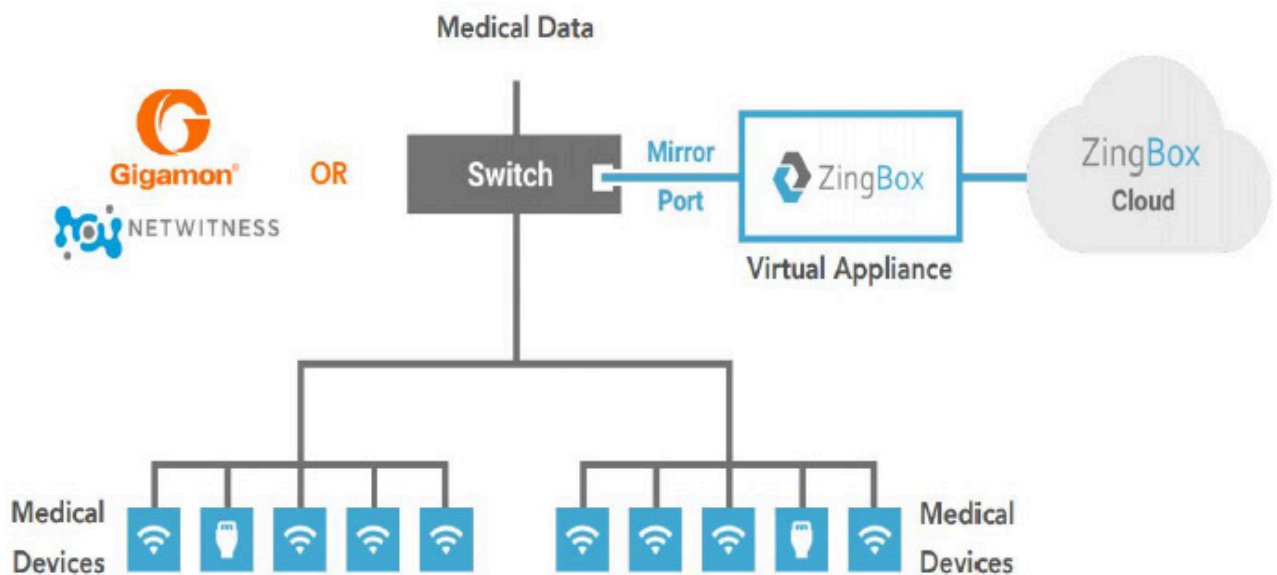 Medical Data
Gigamon®
OR
NETWITNESS
Switch
Mirror
Port
ZingBox
Virtual Appliance
ZingBox
Cloud
Medical
Devices
Medical
Devices